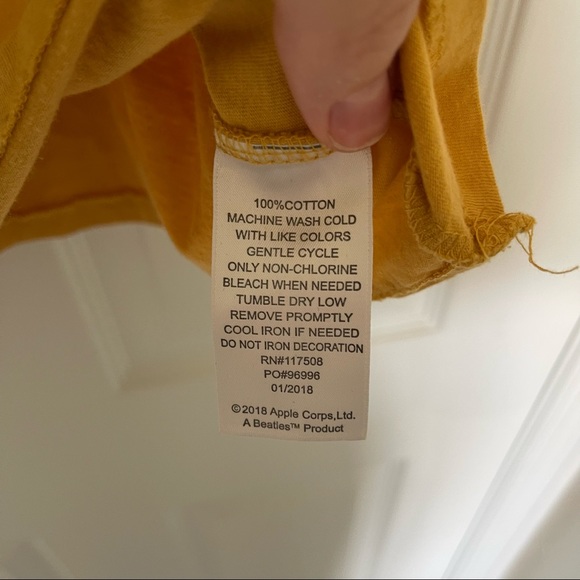 100%COTTON
MACHINE WASH COLD
WITH LIKE COLORS
GENTLE CYCLE
ONLY NON-CHLORINE
BLEACH WHEN NEEDED
TUMBLE DRY LOW
REMOVE PROMPTLY
COOL IRON IF NEEDED
DO NOT IRON DECORATION
RN#117508
PO#96996
01/2018
©2018 Apple Corps,Ltd.
A Beatles™ Product